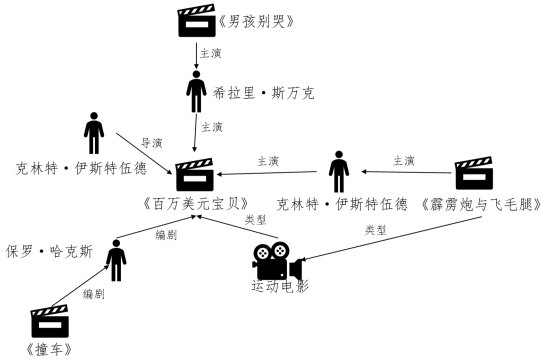 《男孩别哭》
主演
希拉里·斯万克
主演
导演
克林特·伊斯特伍德
主演
主演
《百万美元宝贝》
克林特·伊斯特伍德
《霹雳炮与飞毛腿》
编剧
类型
类型
保罗·哈克斯
运动电影
编剧
《撞车》